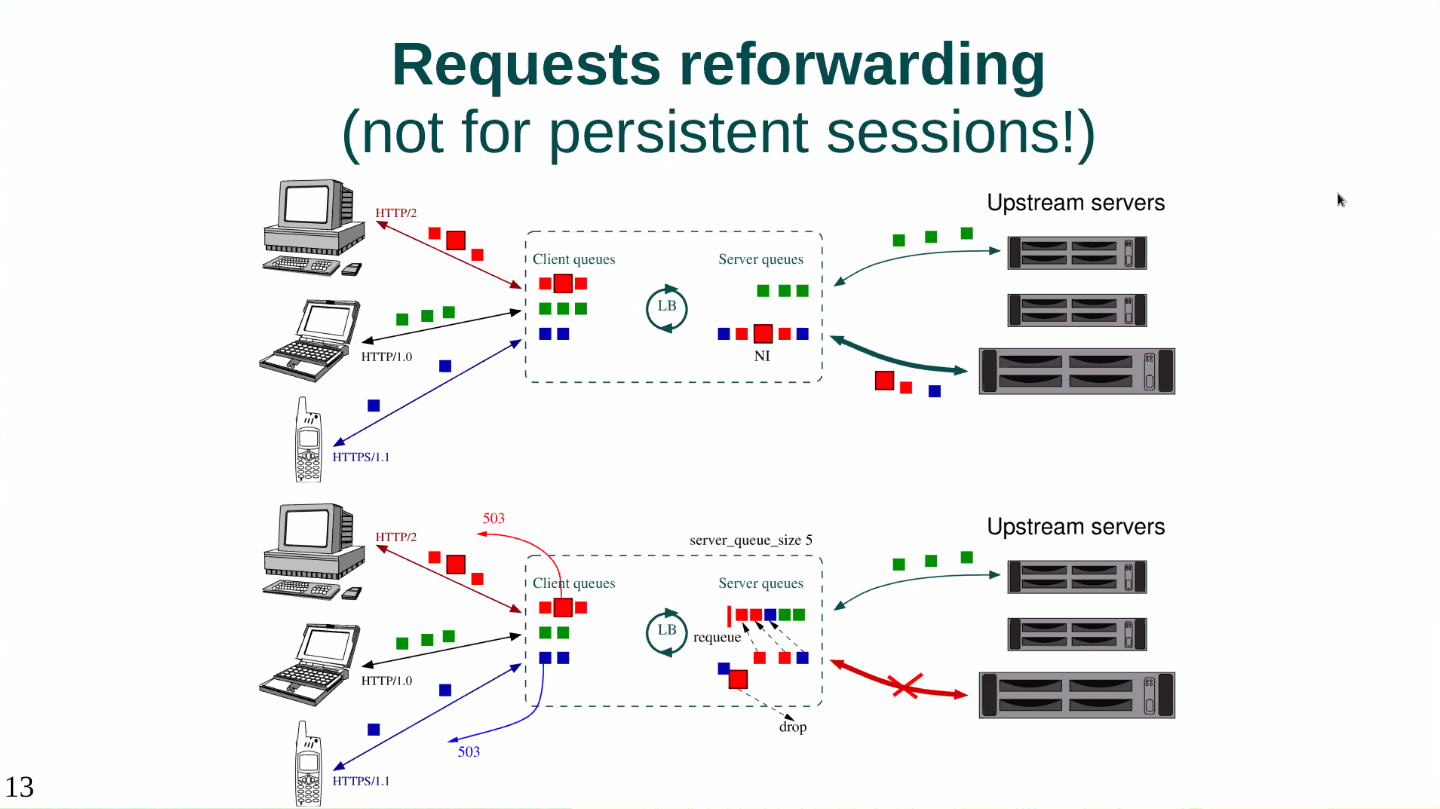 Requests reforwarding
(not for persistent sessions!)
HTTP/2
HTTP/1.0
HTTPS/1.1
Client queues
LB
Server queues
NI
Upstream servers
HTTP/2
HTTP/1.0
HTTPS/1.1
503
503
server_queue_size 5
Client queues
LB
Server queues
requeue
drop
Upstream servers
13